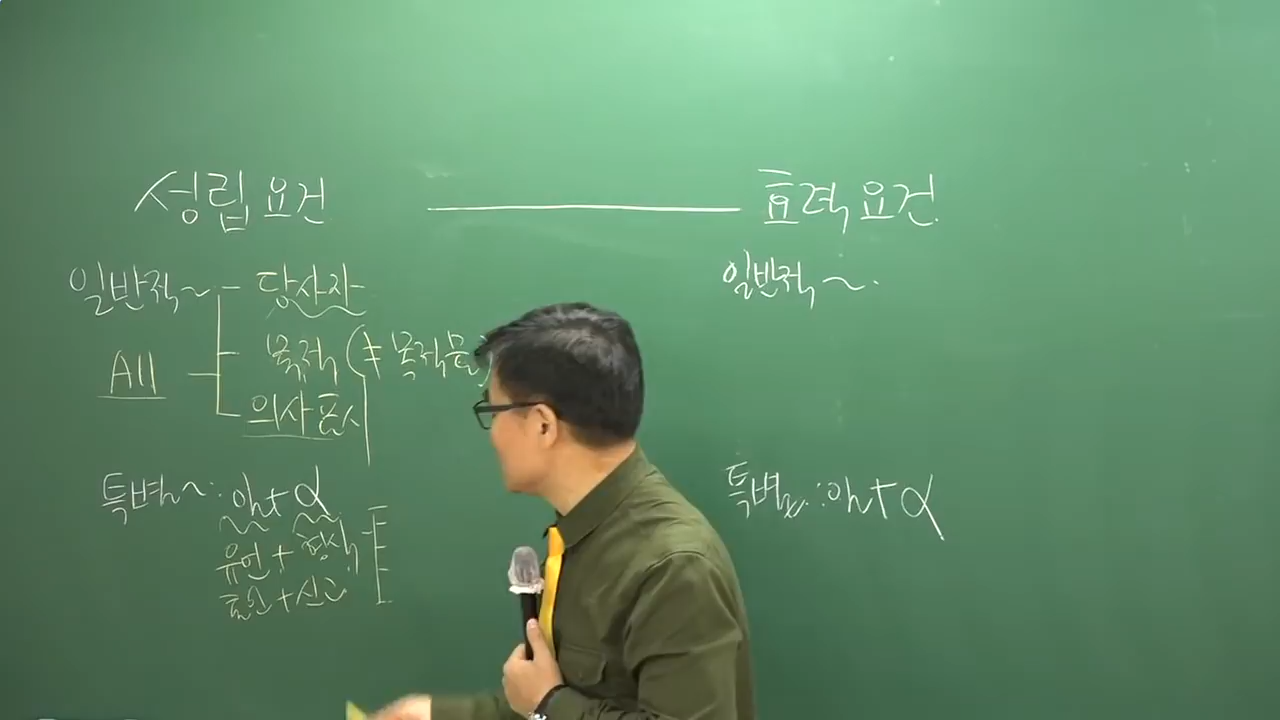 성립요건 ——— 효력요건
일반적~ 당사자
All 목적 (≠ 목적물)
의사표시
특별~: 일반+α
유언+형식
혼인+신고
일반적~.
특별~: 일반+α